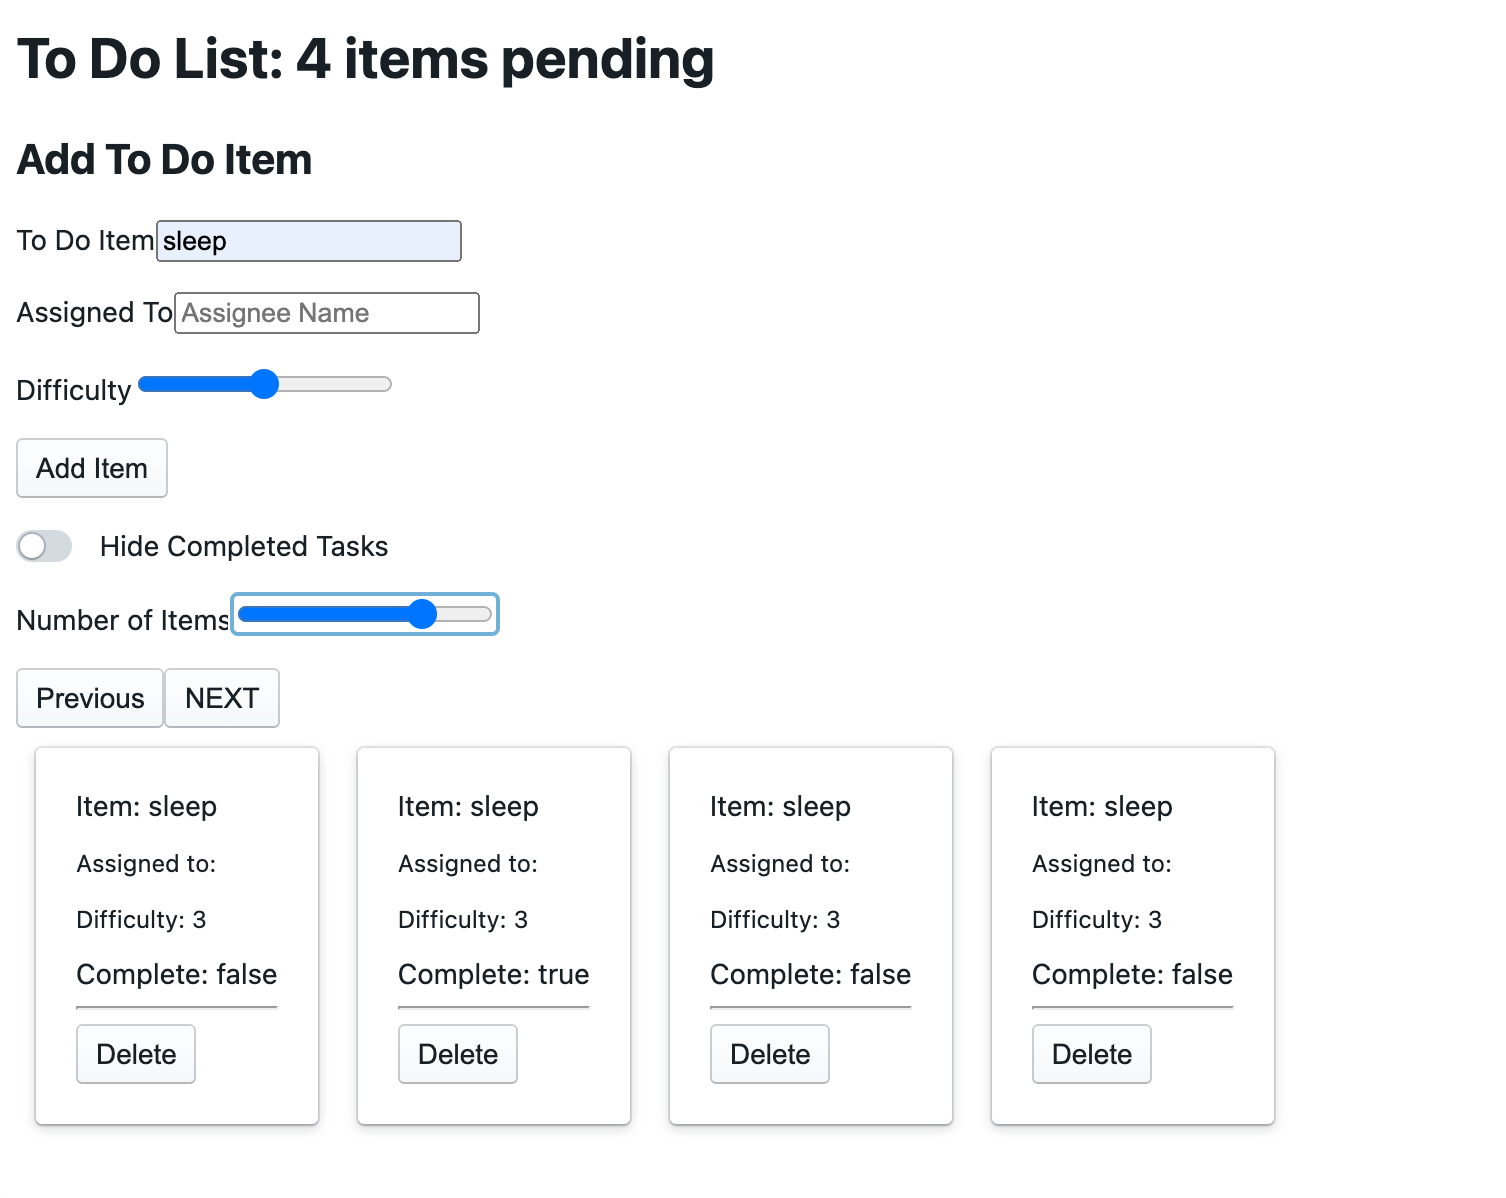 To Do List: 4 items pending
Add To Do Item
To Do Item sleep
Assigned To Assignee Name
Difficulty
Add Item
Hide Completed Tasks
Number of Items
Previous NEXT
Item: sleep
Assigned to:
Difficulty: 3
Complete: false
Delete
Item: sleep
Assigned to:
Difficulty: 3
Complete: true
Delete
Item: sleep
Assigned to:
Difficulty: 3
Complete: false
Delete
Item: sleep
Assigned to:
Difficulty: 3
Complete: false
Delete